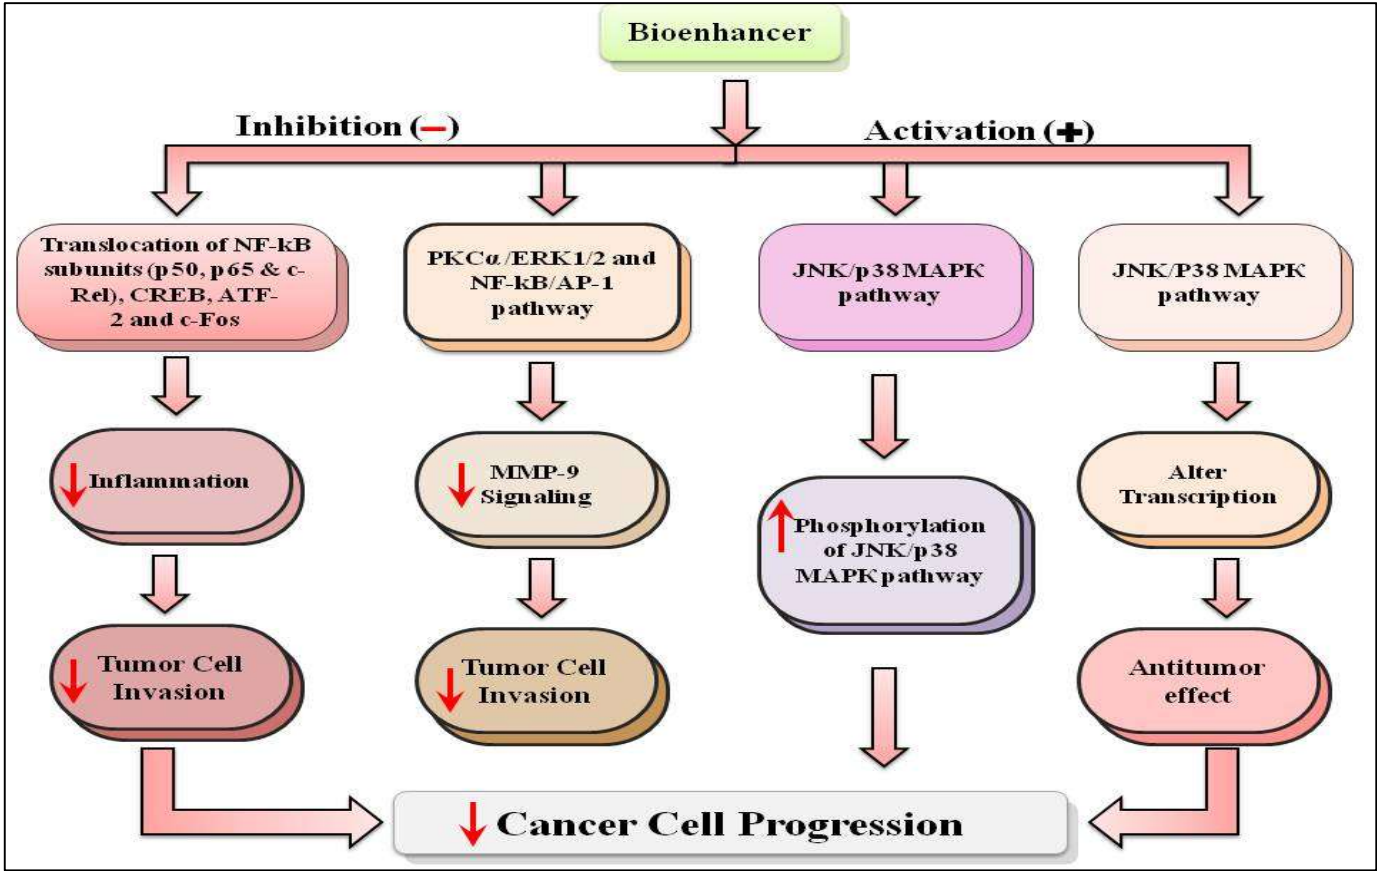 Bioenhancer
Inhibition (−)
Activation (+)
Translocation of NF-kB
subunits (p50, p65 & c-
Rel), CREB, ATF-
2 and c-Fos
PKCα/ERK1/2 and
NF-kB/AP-1
pathway
JNK/p38 MAPK
pathway
JNK/P38 MAPK
pathway
Inflammation
MMP-9
Signaling
Phosphorylation
of JNK/p38
MAPK pathway
Alter
Transcription
Tumor Cell
Invasion
Tumor Cell
Invasion
Antitumor
effect
Cancer Cell Progression